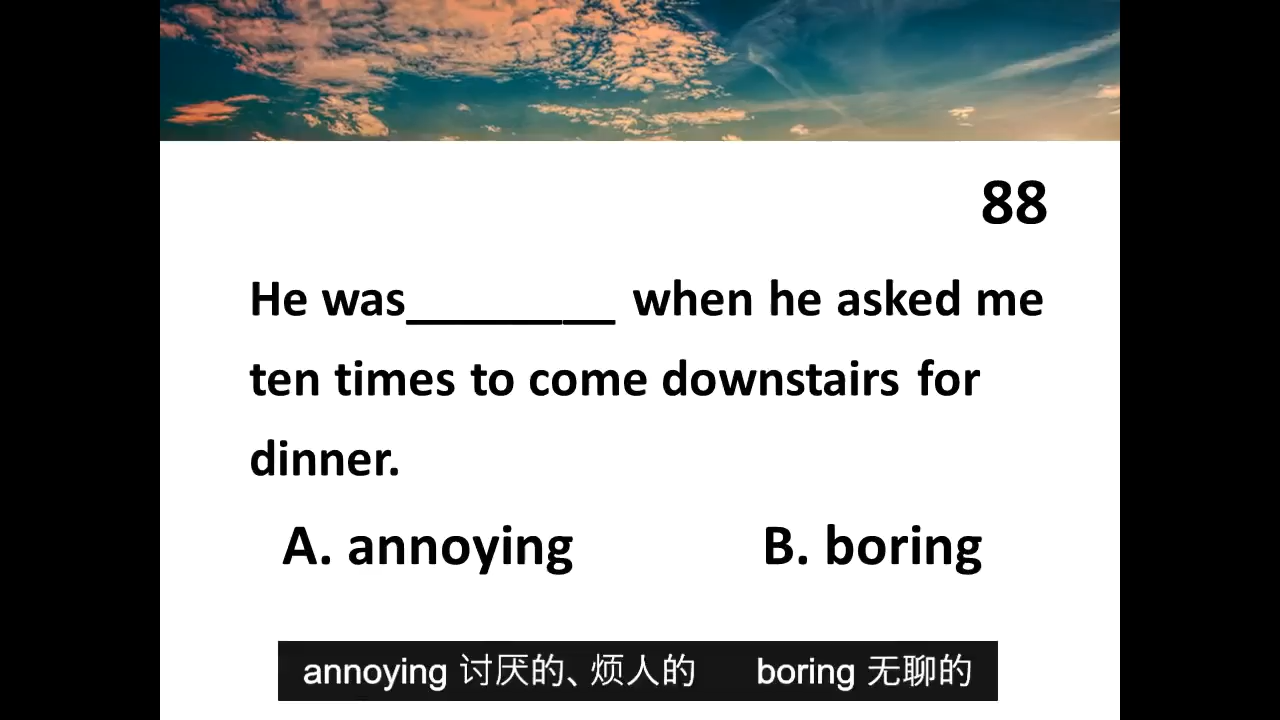 88
He was________ when he asked me
ten times to come downstairs for
dinner.
A. annoying B. boring
annoying 讨厌的、烦人的 boring 无聊的